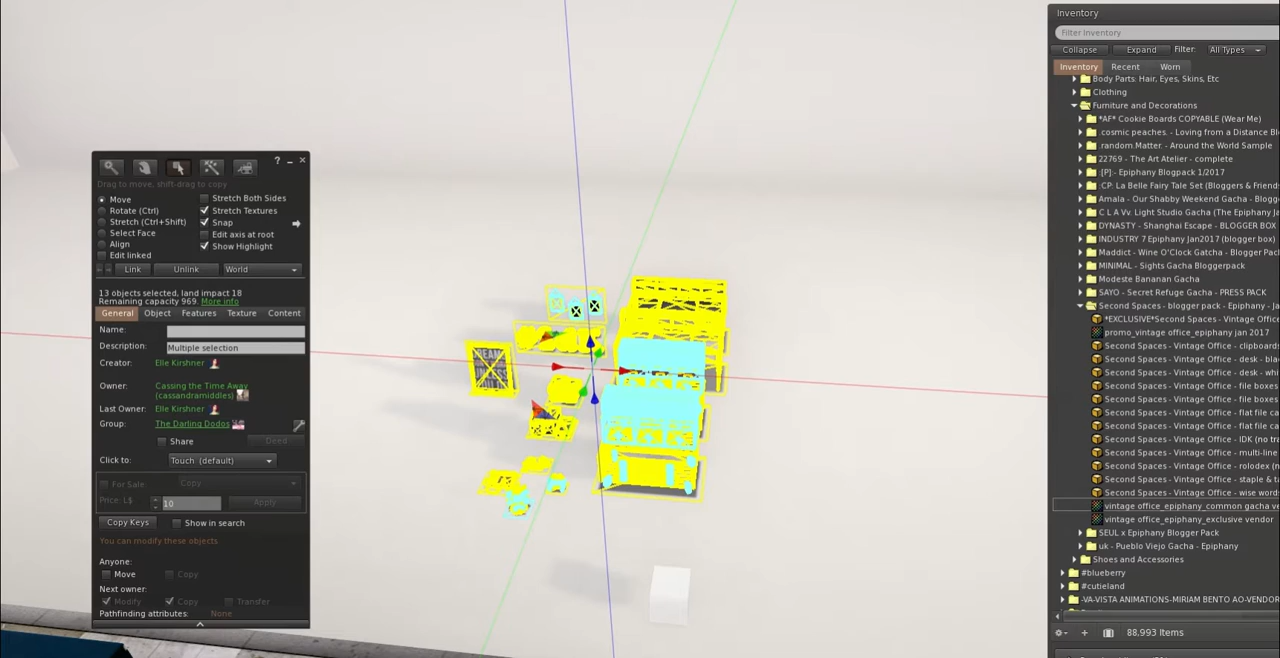 Inventory
Filter Inventory
Collapse Expand Filter: All Types
Inventory Recent Worn
Body Parts: Hair, Eyes, Skins, Etc
Clothing
Furniture and Decorations
*AF* Cookie Boards COPYABLE (Wear Me)
.cosmic peaches. - Loving from a Distance Bl
.random.Matter. - Around the World Sample
22769 - The Art Atelier - complete
:[P]:- Epiphany Blogpack 1/2017
:CP: La Belle Fairy Tale Set (Bloggers & Friend
Amala - Our Shabby Weekend Gacha - Blogg
C L A Vv. Light Studio Gacha (The Epiphany Ja
DYNASTY - Shanghai Escape - BLOGGER BOX
INDUSTRY 7 Epiphany Jan2017 (blogger box)
Maddict - Wine O'Clock Gatcha - Blogger Pack
MINIMAL - Sights Gacha Bloggerpack
Modeste Bananan Gacha
SAYO - Secret Refuge Gacha - PRESS PACK
Second Spaces - blogger pack - Epiphany - Jan
*EXCLUSIVE*Second Spaces - Vintage Offic
promo_vintage office_epiphany jan 2017
Second Spaces - Vintage Office - clipboards
Second Spaces - Vintage Office - desk - blac
Second Spaces - Vintage Office - desk - whi
Second Spaces - Vintage Office - file boxes
Second Spaces - Vintage Office - file boxes
Second Spaces - Vintage Office - flat file ca
Second Spaces - Vintage Office - flat file ca
Second Spaces - Vintage Office - IDK (no tra
Second Spaces - Vintage Office - multi-line
Second Spaces - Vintage Office - rolodex (n
Second Spaces - Vintage Office - staple & ta
Second Spaces - Vintage Office - wise word
vintage office_epiphany_common gacha ve
vintage office_epiphany_exclusive vendor
SEUL x Epiphany Blogger Pack
uk - Pueblo Viejo Gacha - Epiphany
Shoes and Accessories
#blueberry
#cutieland
-VA-VISTA ANIMATIONS-MIRIAM BENTO AO-VENDOR
88,993 Items
Drag to move, shift-drag to copy
Move
Rotate (Ctrl)
Stretch (Ctrl+Shift)
Select Face
Align
Edit linked
Stretch Both Sides
Stretch Textures
Snap
Edit axis at root
Show Highlight
Link Unlink World
13 objects selected, land impact 18
Remaining capacity 969. More info
General Object Features Texture Content
Name:
Description: Multiple selection
Creator: Elle Kirshner
Owner: Cassing the Time Away
(cassandramiddles)
Last Owner: Elle Kirshner
Group: The Darling Dodos
Share Deed
Click to: Touch (default)
For Sale: Copy
Price: L$ 10 Apply
Copy Keys Show in search
You can modify these objects
Anyone:
Move Copy
Next owner:
Modify Copy Transfer
Pathfinding attributes: None